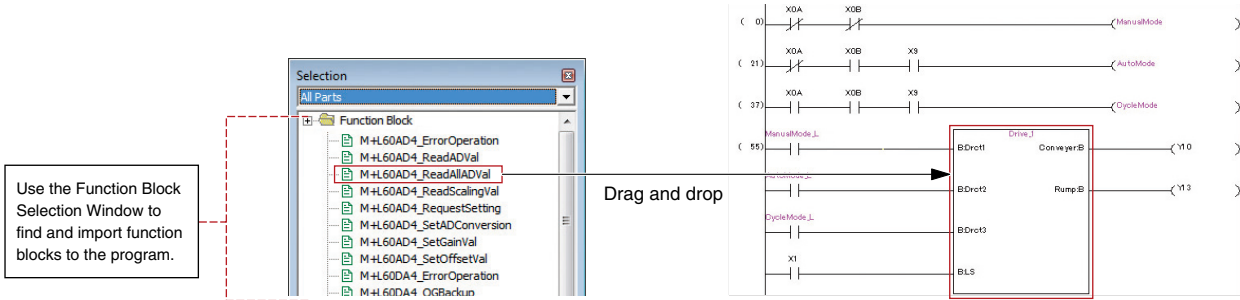 Use the Function Block
Selection Window to
find and import function
blocks to the program.
Selection
All Parts
Function Block
M+L60AD4_ErrorOperation
M+L60AD4_ReadADVal
M+L60AD4_ReadAllADVal
M+L60AD4_ReadScalingVal
M+L60AD4_RequestSetting
M+L60AD4_SetADConversion
M+L60AD4_SetGainVal
M+L60AD4_SetOffsetVal
M+L60DA4_ErrorOperation
M+L60DA4_OGBackup
Drag and drop
X0A X0B
( 0) ManualMode
X0A X0B X9
( 21) AutoMode
X0A X0B X9
( 37) CycleMode
ManualMode_L Drive_1
( 55) B:Drct1 Conveyer:B Y10
AutoMode_L
B:Drct2 Rump:B Y13
CycleMode_L
B:Drct3
X1
B:LS